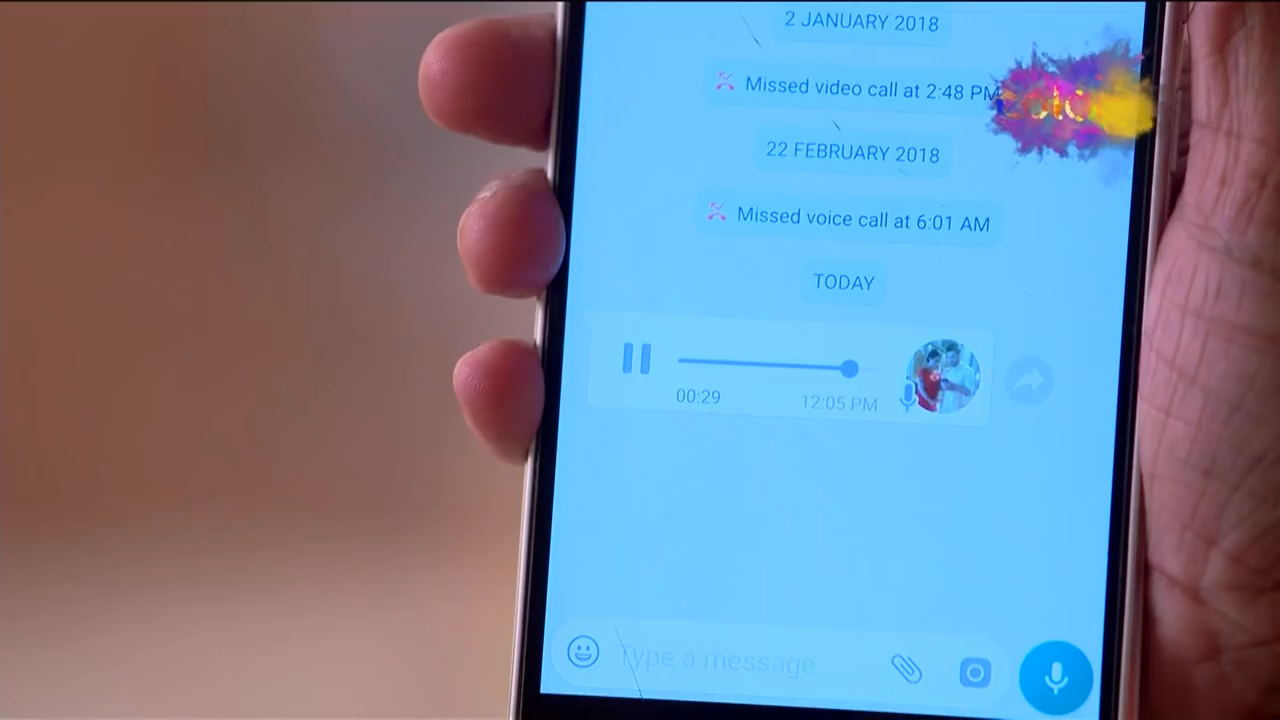 2 JANUARY 2018
Missed video call at 2:48 PM
22 FEBRUARY 2018
Missed voice call at 6:01 AM
TODAY
00:29
12:05 PM
Type a message